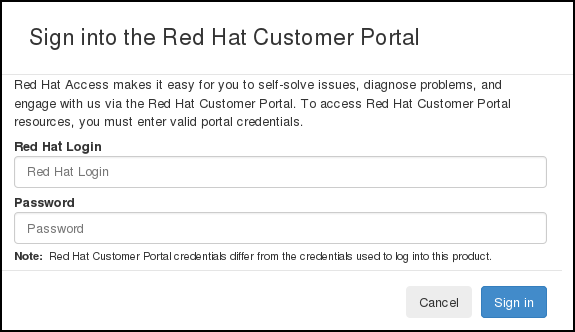 Sign into the Red Hat Customer Portal
Red Hat Access makes it easy for you to self-solve issues, diagnose problems, and
engage with us via the Red Hat Customer Portal. To access Red Hat Customer Portal
resources, you must enter valid portal credentials.
Red Hat Login
Red Hat Login
Password
Password
Note: Red Hat Customer Portal credentials differ from the credentials used to log into this product.
Cancel Sign in